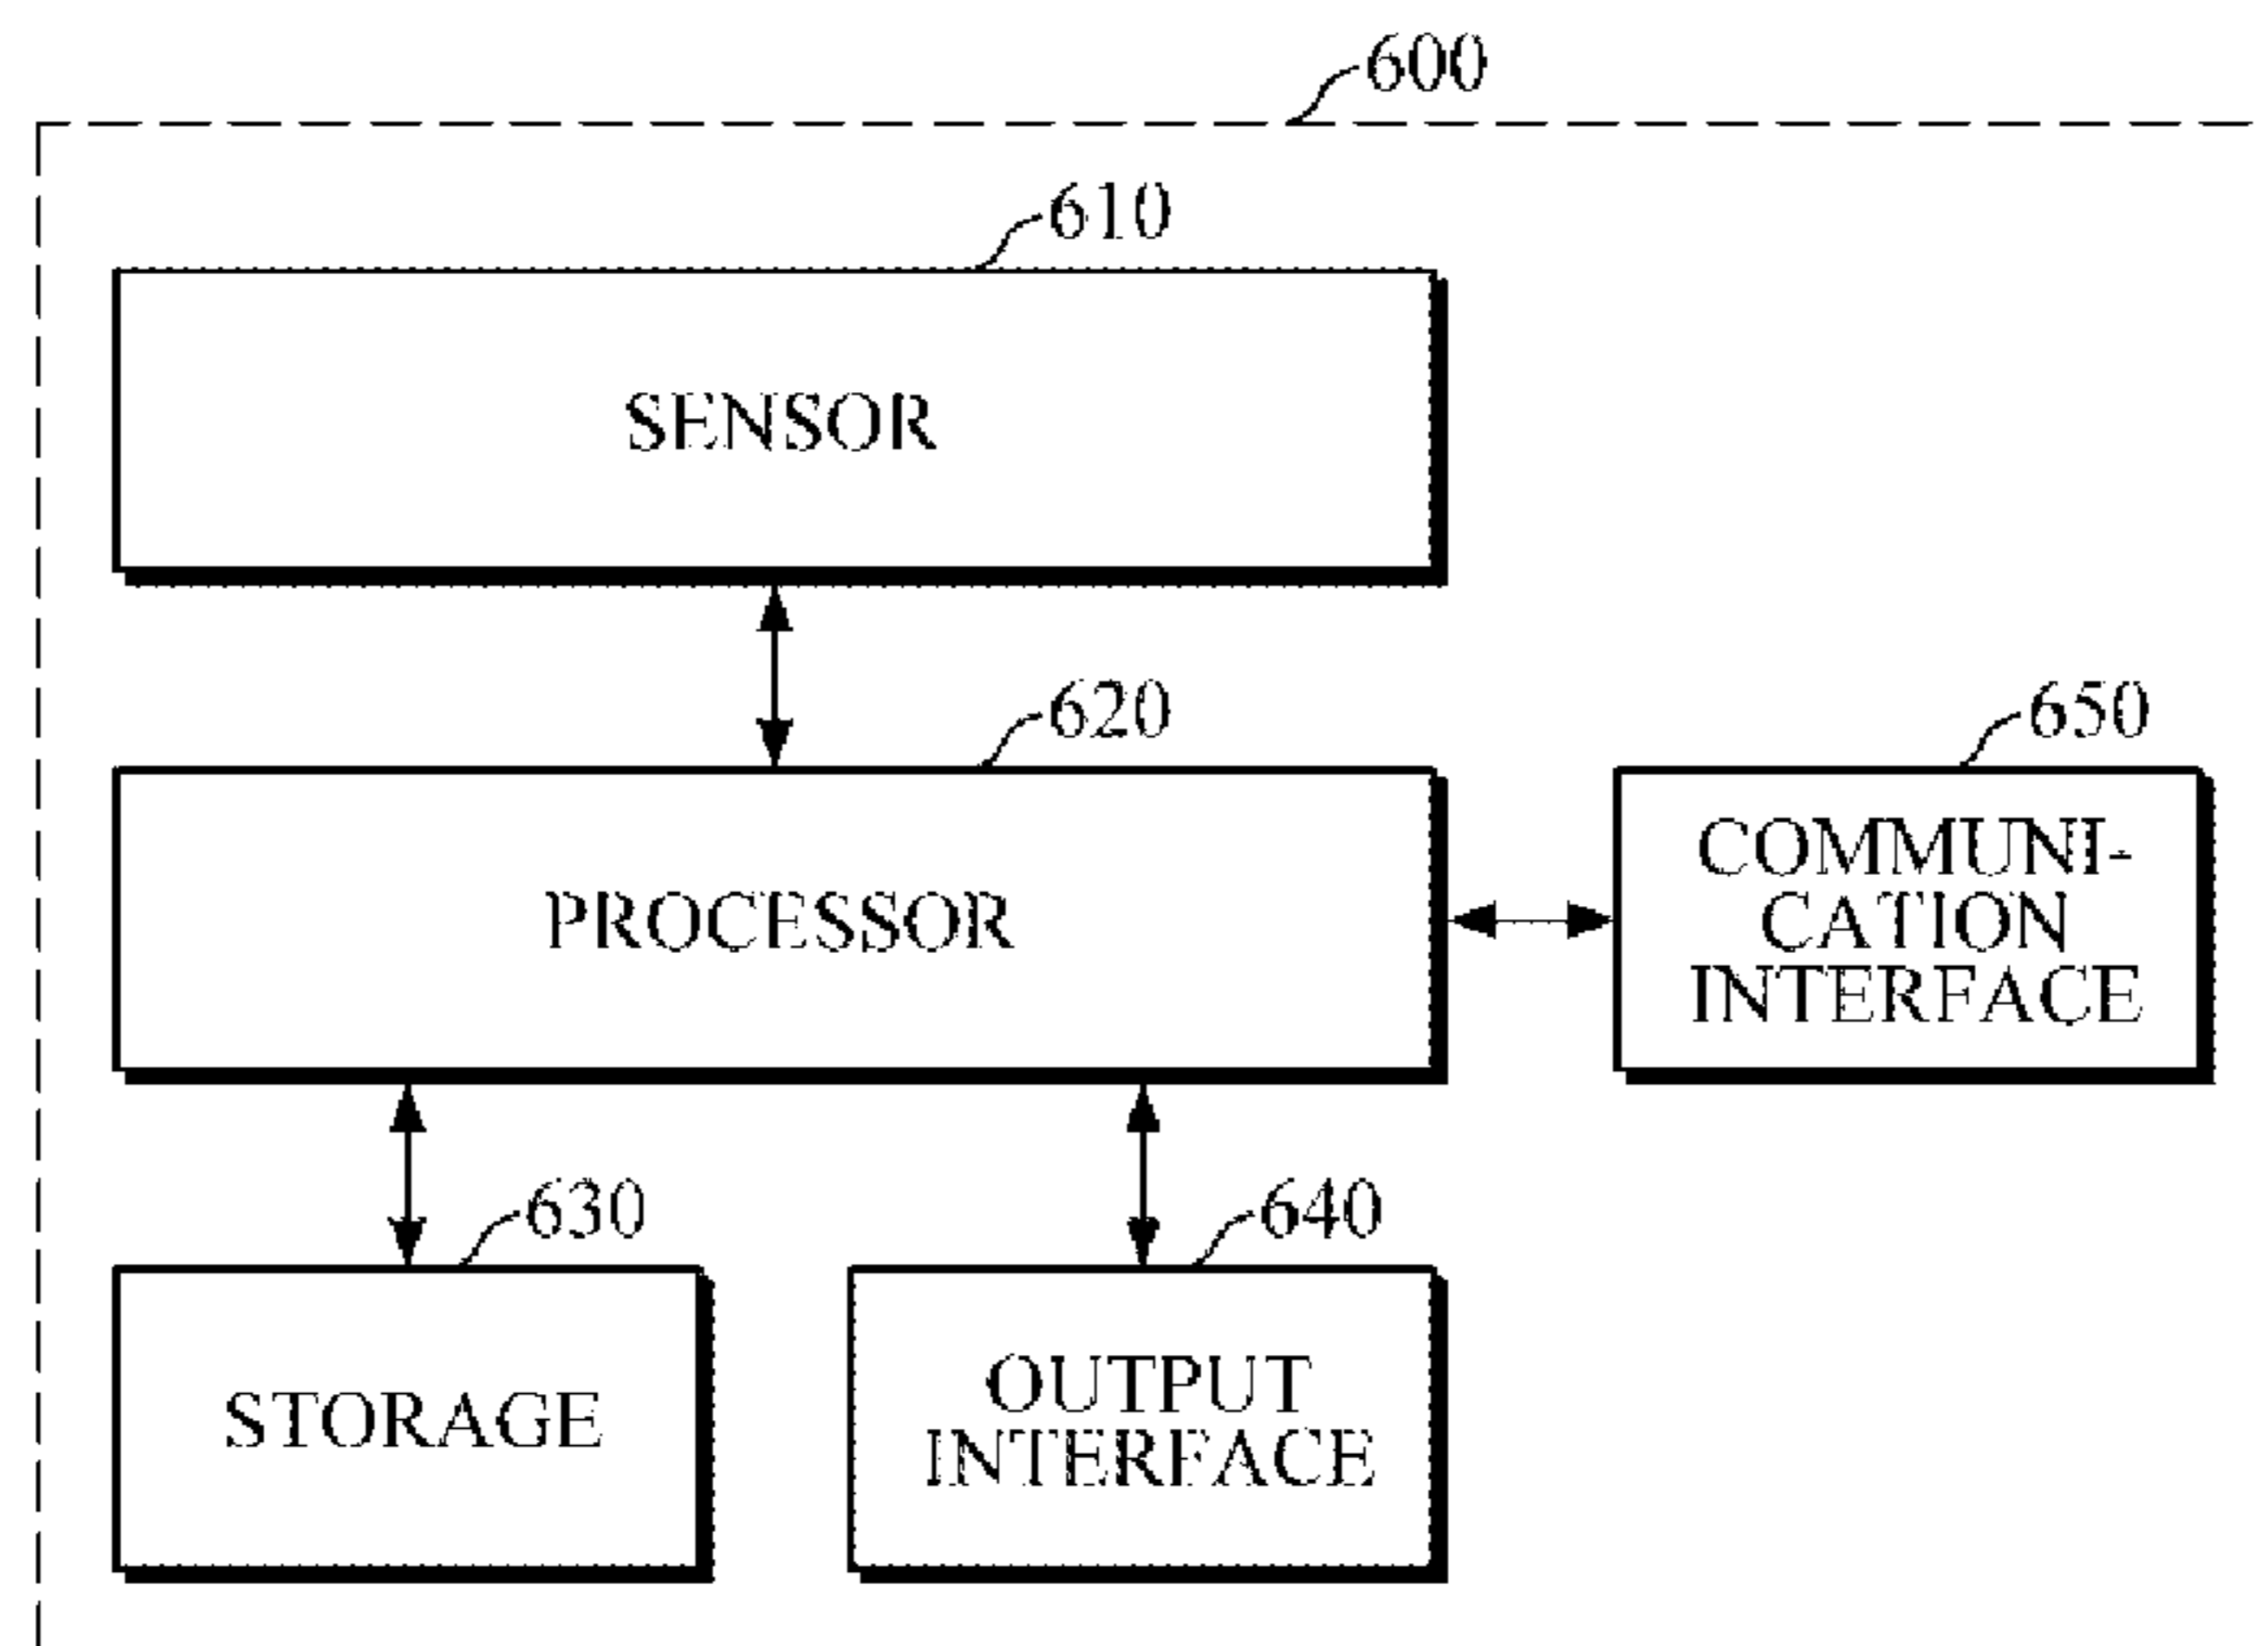 600
610
SENSOR
620
650
PROCESSOR
COMMUNI-
CATION
INTERFACE
630
640
STORAGE
OUTPUT
INTERFACE